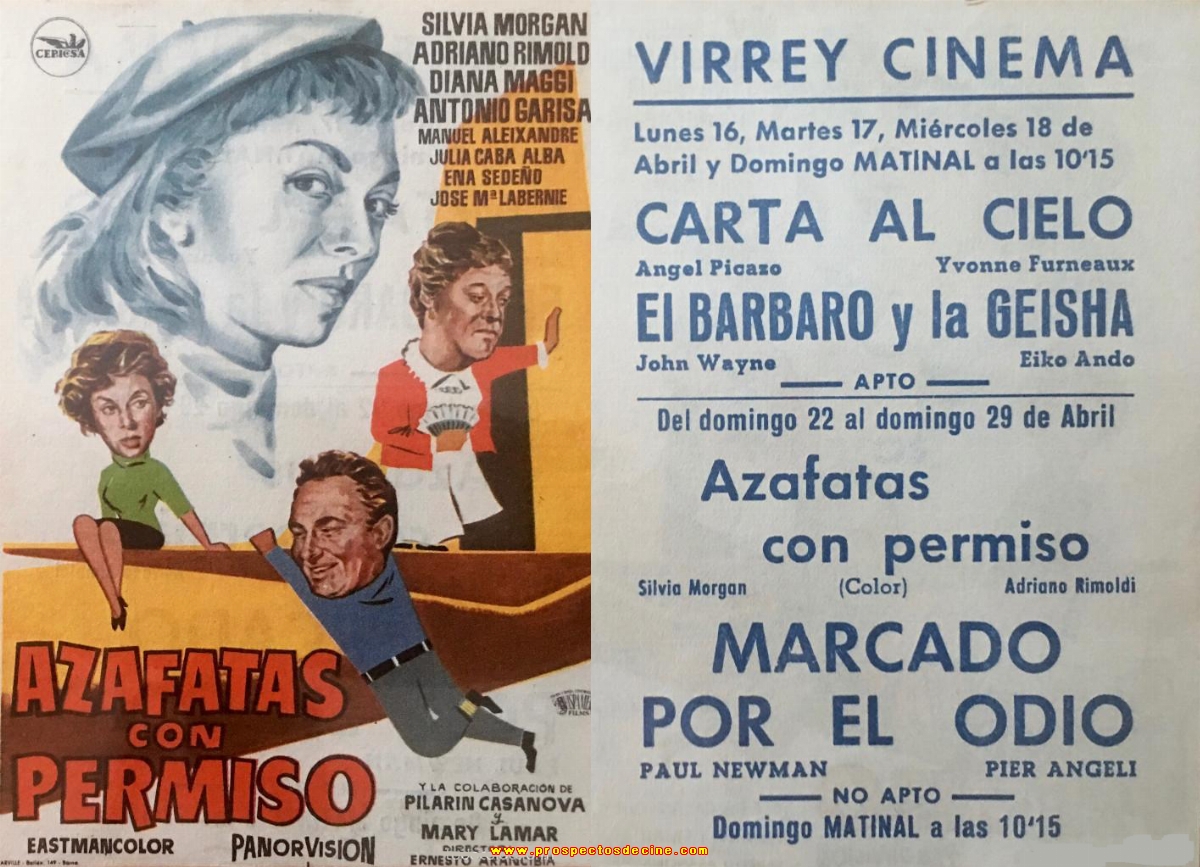 CEPICSA
SILVIA MORGAN
ADRIANO RIMOLD
DIANA MAGGI
ANTONIO GARISA
MANUEL ALEIXANDRE
JULIA CABA ALBA
ENA SEDEÑO
JOSE Mª LABERNIE
AZAFATAS
CON
PERMISO
EASTMANCOLOR
PANORVISION
Y LA COLABORACIÓN DE
PILARIN CASANOVA
y
MARY LAMAR
DIRECTO
ERNESTO ARANCIBIA
VIRREY CINEMA
Lunes 16, Martes 17, Miércoles 18 de
Abril y Domingo MATINAL a las 10'15
CARTA AL CIELO
Angel Picazo Yvonne Furneaux
El BARBARO y la GEISHA
John Wayne Eiko Ando
APTO
Del domingo 22 al domingo 29 de Abril
Azafatas
con permiso
Silvia Morgan (Color) Adriano Rimoldi
MARCADO
POR EL ODIO
PAUL NEWMAN PIER ANGELI
NO APTO
Domingo MATINAL a las 10'15
www.prospectosdecine.com